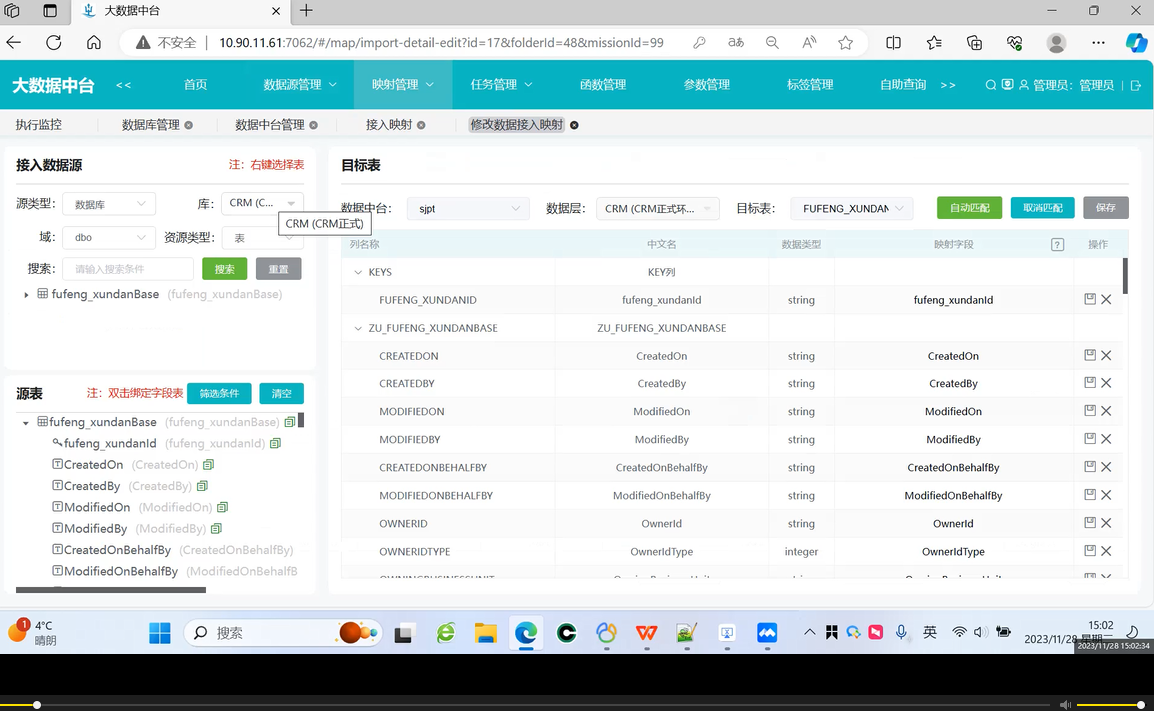 大数据中台
不安全 10.90.11.61:7062/#/map/import-detail-edit?id=17&folderId=48&missionId=99
大数据中台 << 首页 数据源管理 映射管理 任务管理 函数管理 参数管理 标签管理 自助查询 >> 管理员: 管理员
执行监控 数据库管理 数据中台管理 接入映射 修改数据接入映射
接入数据源 注: 右键选择表
源类型: 数据库 库: CRM (C...
CRM (CRM正式)
域: dbo 资源类型: 表
搜索: 请输入搜索条件 搜索 重置
fufeng_xundanBase (fufeng_xundanBase)
源表 注: 双击绑定字段表 筛选条件 清空
fufeng_xundanBase (fufeng_xundanBase)
fufeng_xundanId (fufeng_xundanId)
CreatedOn (CreatedOn)
CreatedBy (CreatedBy)
ModifiedOn (ModifiedOn)
ModifiedBy (ModifiedBy)
CreatedOnBehalfBy (CreatedOnBehalfBy)
ModifiedOnBehalfBy (ModifiedOnBehalfB
目标表
数据中台: sjpt 数据层: CRM (CRM正式环... 目标表: FUFENG_XUNDAN 自动匹配 取消匹配 保存
列名称 中文名 数据类型 映射字段 ? 操作
KEYS KEY列
FUFENG_XUNDANID fufeng_xundanId string fufeng_xundanId
ZU_FUFENG_XUNDANBASE ZU_FUFENG_XUNDANBASE
CREATEDON CreatedOn string CreatedOn
CREATEDBY CreatedBy string CreatedBy
MODIFIEDON ModifiedOn string ModifiedOn
MODIFIEDBY ModifiedBy string ModifiedBy
CREATEDONBEHALFBY CreatedOnBehalfBy string CreatedOnBehalfBy
MODIFIEDONBEHALFBY ModifiedOnBehalfBy string ModifiedOnBehalfBy
OWNERID OwnerId string OwnerId
OWNERIDTYPE OwnerIdType integer OwnerIdType
1 4°C
晴朗
搜索
英
15:02
2023/11/28 星期二
2023/11/28 15:02:34